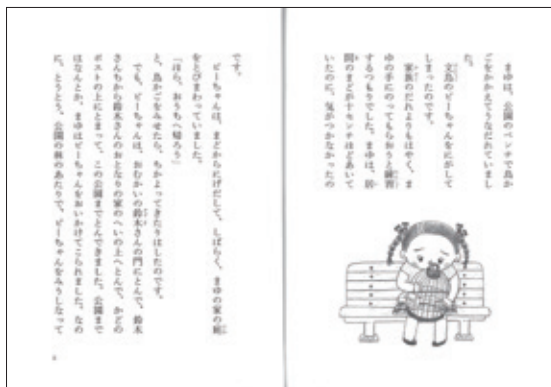 まゆは、公園のベンチで鳥か
ごをかかえてうなだれていまし
た。
文鳥のピーちゃんをにがして
しまったのです。
家族のだれよりもはやく、ま
ゆの手にのってもらおうと練習
するつもりでした。まゆは、居
間のまどが十センチほどあいて
いたのに、気がつかなかったの
です。
ピーちゃんは、まどからにげだして、しばらく、まゆの家の庭
をとびまわっていました。
「ほら、おうちへ帰ろう」
と、鳥かごをみせたら、ちかよってきたりはしたのです。
でも、ピーちゃんは、おむかいの鈴木さんの門にとんで、鈴木
さんちから鈴木さんのおとなりの家のへいの上へとんで、かどの
ポストの上にとまって、この公園までとんできました。公園まで
はなんとか、まゆはピーちゃんをおいかけてこられました。なの
に、とうとう、公園の林のあたりで、ピーちゃんをみうしなって